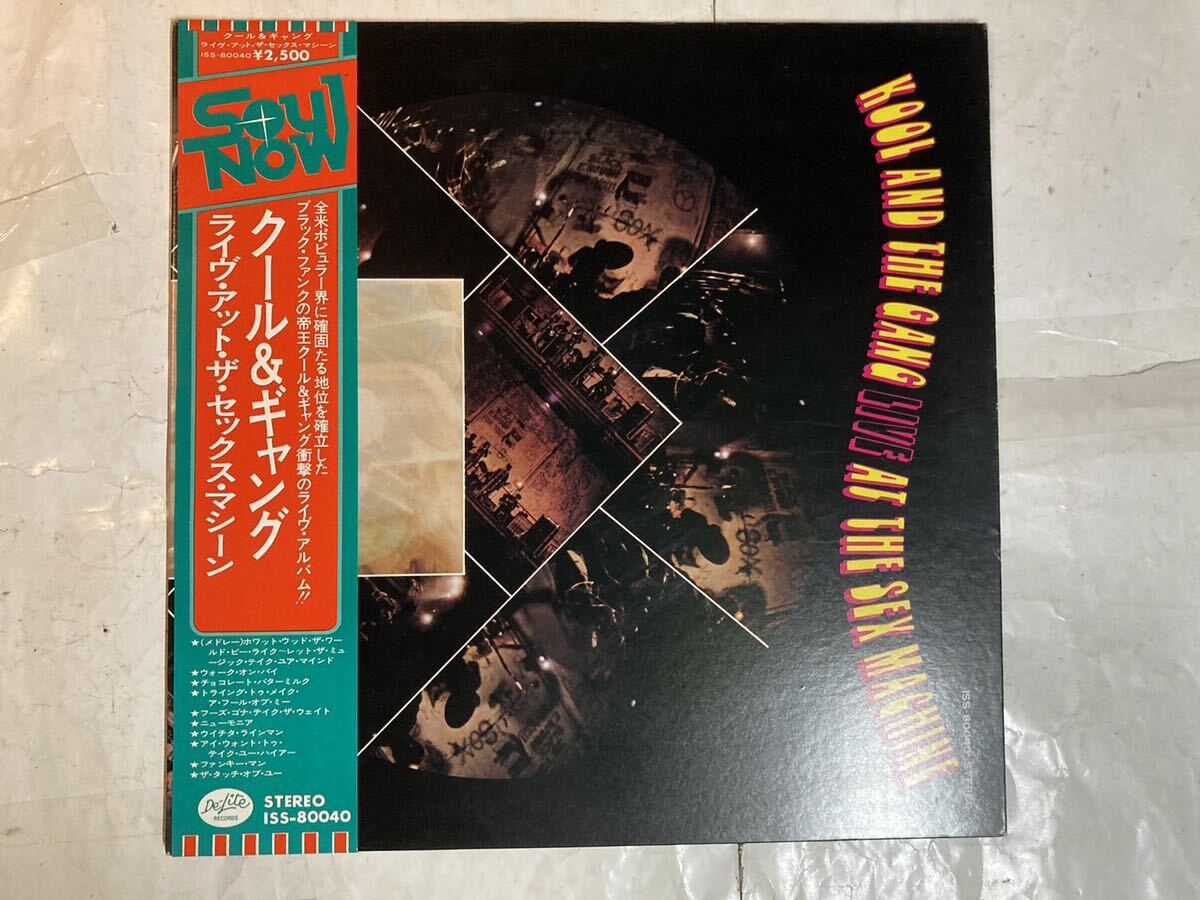 クール&ギャング
ライヴ・アット・ザ・セックス・マシーン
ISS-80040 ¥2,500
Soul NOW
全米ポピュラー界に確固たる地位を確立した
ブラック・ファンクの帝王クール&ギャング衝撃のライヴ・アルバム!!
クール&ギャング
ライヴ・アット・ザ・セックス・マシーン
★(メドレー)ホワット・ウッド・ザ・ワー
ルド・ビー・ライク〜レット・ザ・ミュ
ージック・テイク・ユア・マインド
★ウォーク・オン・バイ
★チョコレート・バターミルク
★トライング・トゥ・メイク・
ア・フール・オブ・ミー
★フーズ・ゴナ・テイク・ザ・ウェイト
★ニューモニア
★ウイチタ・ラインマン
★アイ・ウォント・トゥ・
テイク・ユー・ハイアー
★ファンキー・マン
★ザ・タッチ・オブ・ユー
De-Lite
RECORDS
STEREO
ISS-80040
KOOL AND THE GANG LIVE AT THE SEX MACHINE
ISS-80040